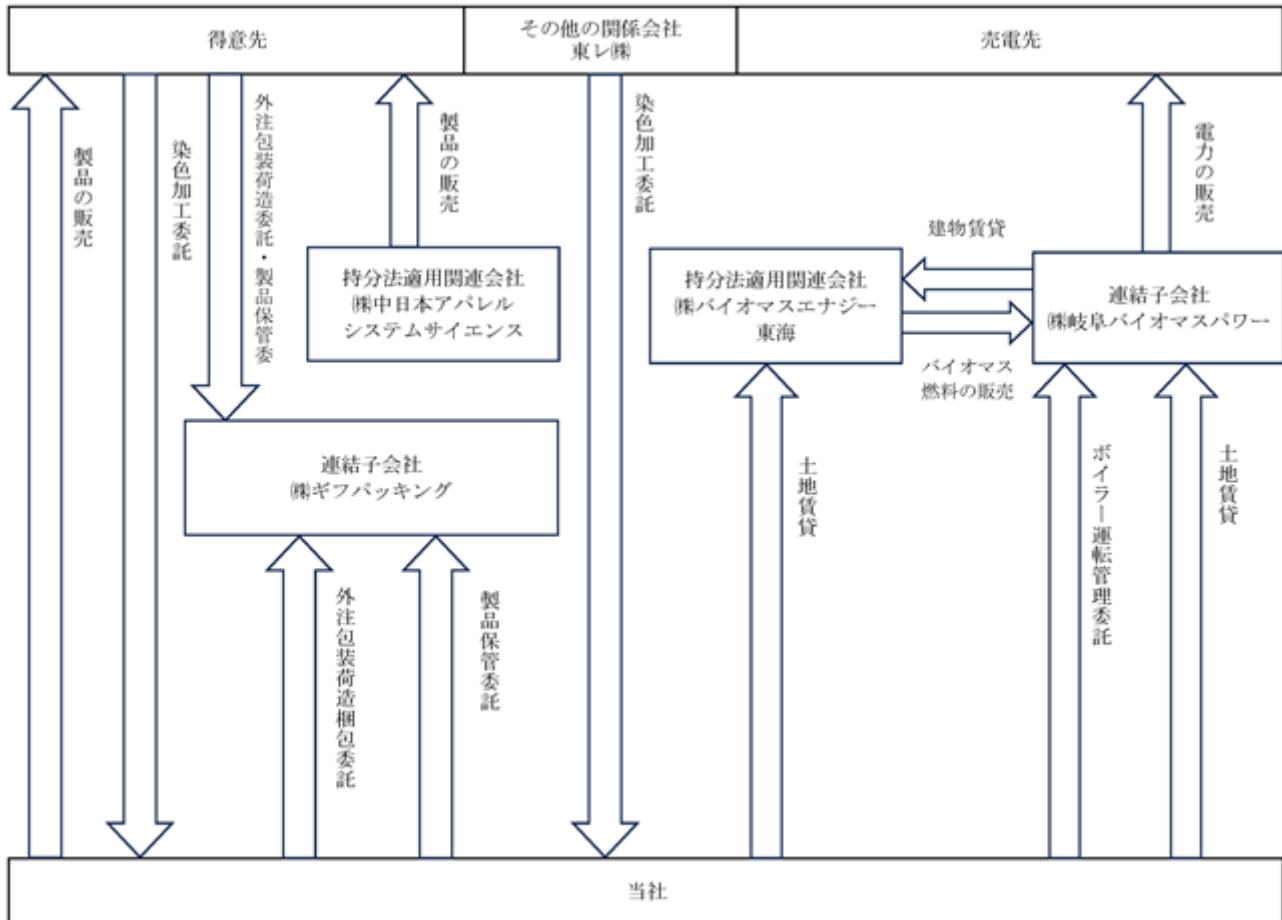 得意先
その他の関係会社
東レ㈱
売電先
製品の販売
染色加工委託
外注包装荷造委託・製品保管委
製品の販売
染色加工委託
電力の販売
持分法適用関連会社
㈱中日本アパレル
システムサイエンス
持分法適用関連会社
㈱バイオマスエナジー
東海
建物賃貸
バイオマス
燃料の販売
連結子会社
㈱岐阜バイオマスパワー
連結子会社
㈱ギフパッキング
外注包装荷造梱包委託
製品保管委託
土地賃貸
ボイラー運転管理委託
土地賃貸
当社